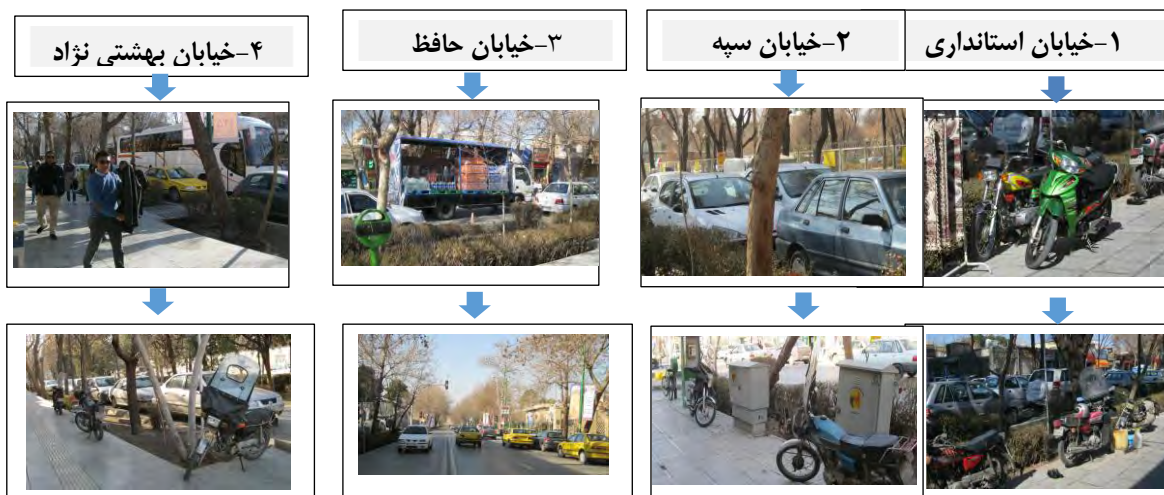 ۱-خیابان استانداری
۲-خیابان سپه
۳-خیابان حافظ
۴-خیابان بهشتی نژاد